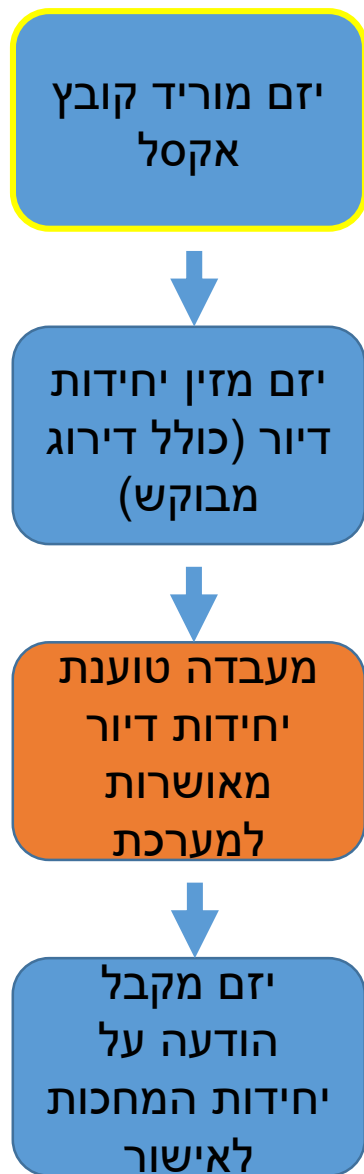 יזם מוריד קובץ
אקסל
יזם מזין יחידות
דיור (כולל דירוג
מבוקש)
מעבדה טוענת
יחידות דיור
מאושרות
למערכת
יזם מקבל
הודעה על
יחידות המחכות
לאישור